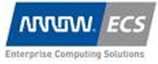 ARROW ECS
Enterprise Computing Solutions